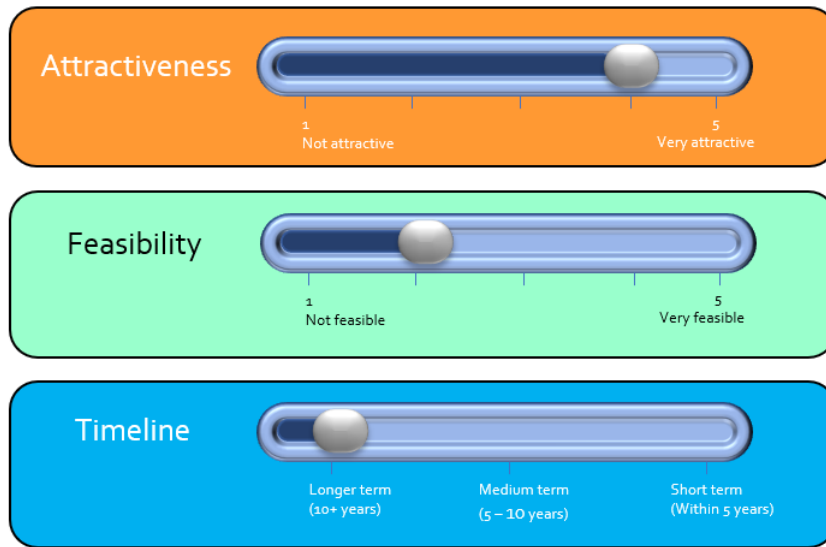 Attractiveness
1
5
Not attractive
Very attractive
Feasibility
1
5
Not feasible
Very feasible
Timeline
Longer term
(10+ years)
Medium term
(5 – 10 years)
Short term
(Within 5 years)